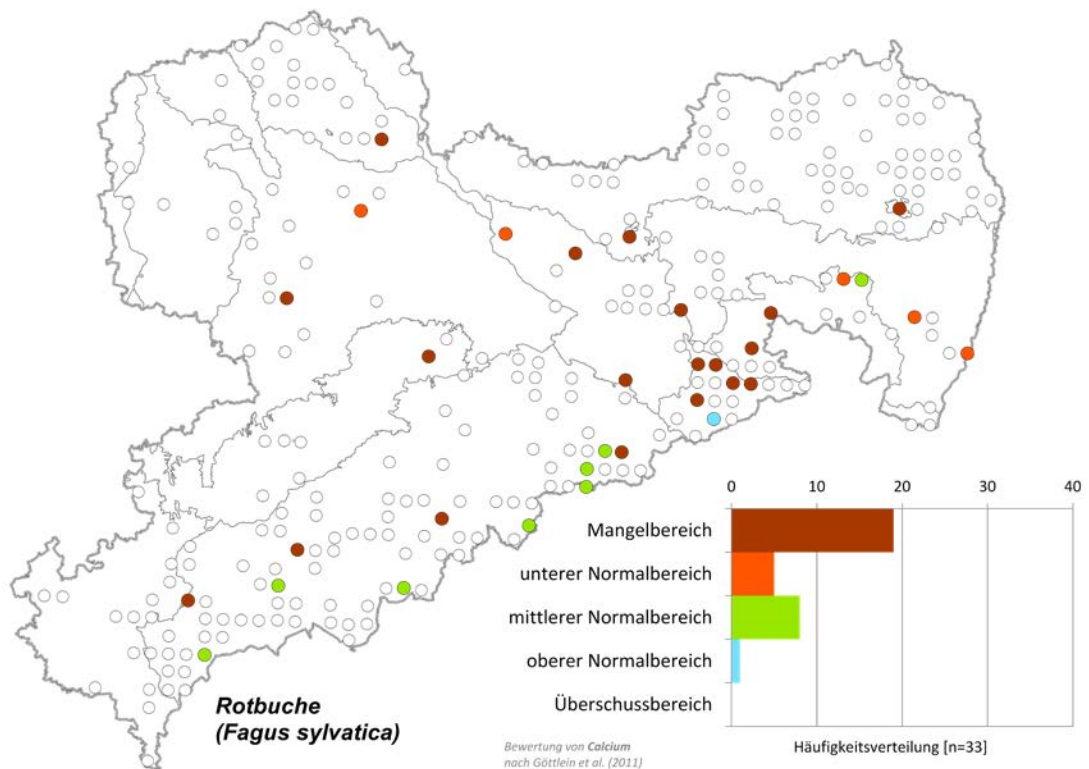 0 10 20 30 40
Mangelbereich
unterer Normalbereich
mittlerer Normalbereich
oberer Normalbereich
Überschussbereich
Rotbuche
(Fagus sylvatica)
Bewertung von Calcium
nach Göttlein et al. (2011)
Häufigkeitsverteilung [n=33]